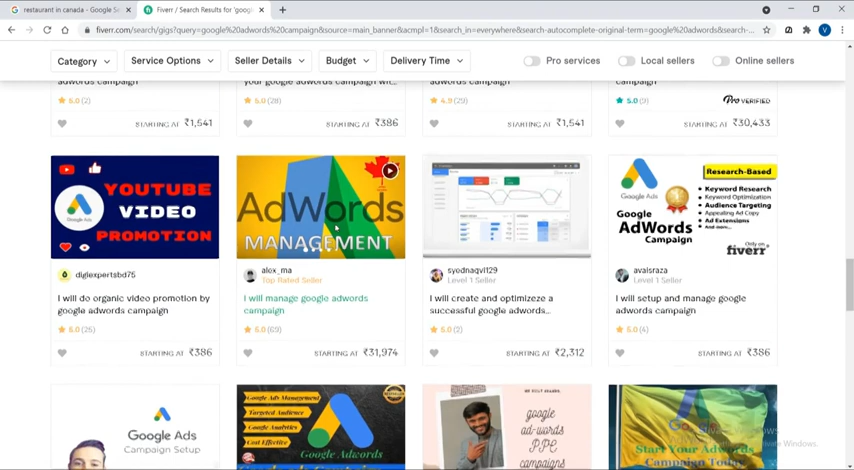 restaurant in canada - Google Se
Fiverr / Search Results for 'goog
fiverr.com/search/gigs?query=google%20adwords%20campaign&source=main_banner&acmpl=1&search_in=everywhere&search-autocomplete-original-term=google%20adwords&search-...
V
Category
Service Options
Seller Details
Budget
Delivery Time
Pro services
Local sellers
Online sellers
adwords campaign
your google adwords campaign wit...
adwords campaign
campaign
5.0 (2)
5.0 (28)
4.9 (29)
5.0 (3)
Pro VERIFIED
STARTING AT ₹1,541
STARTING AT ₹386
STARTING AT ₹1,541
STARTING AT ₹30,433
Google Ads
YOUTUBE
VIDEO
PROMOTION
AdWords
MANAGEMENT
Google Ads
Research-Based
Keyword Research
Keyword Optimization
Audience Targeting
Appealing Ad Copy
Ad Extensions
And more...
Google
AdWords
Campaign
Only on
fiverr
digiexpertsbd75
I will do organic video promotion by
google adwords campaign
5.0 (25)
STARTING AT ₹386
alex_ma
Top Rated Seller
I will manage google adwords
campaign
5.0 (69)
STARTING AT ₹31,974
syednaqvi129
Level 1 Seller
I will create and optimizeze a
successful google adwords...
5.0 (2)
STARTING AT ₹2,312
avaisraza
Level 1 Seller
I will setup and manage google
adwords campaign
5.0 (4)
STARTING AT ₹386
Google Ads
Campaign Setup
Google Ads Management
Targeted Audience
Google Analytics
Cost Effective
Google Adwords
google
ad-words
PPC
campaigns
Start Your Adwords
Campaign Today